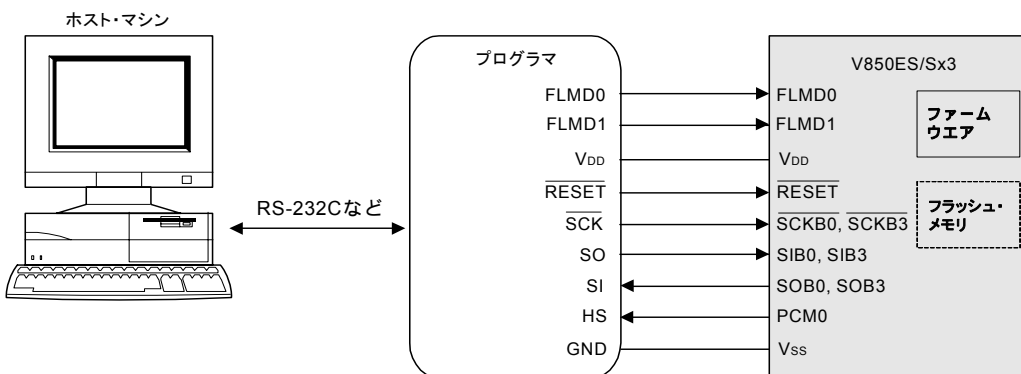 ホスト・マシン
RS-232Cなど
プログラマ
FLMD0
FLMD1
VDD
RESET
SCK
SO
SI
HS
GND
V850ES/Sx3
FLMD0
FLMD1
VDD
RESET
SCKB0, SCKB3
SIB0, SIB3
SOB0, SOB3
PCM0
VSS
ファーム
ウエア
フラッシュ・
メモリ